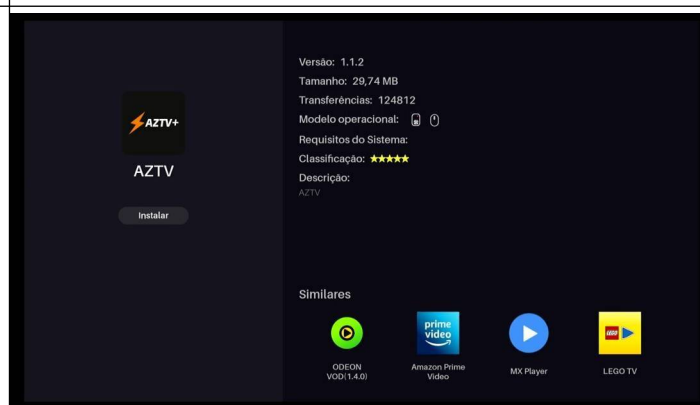 Versão: 1.1.2
Tamanho: 29,74 MB
Transferências: 124812
Modelo operacional:
Requisitos do Sistema:
Classificação:
Descrição:
AZTV
AZTV+
AZTV
Instalar
Similares
prime
video
LEGO
ODEON
VOD(1.4.0)
Amazon Prime
Video
MX Player
LEGO TV